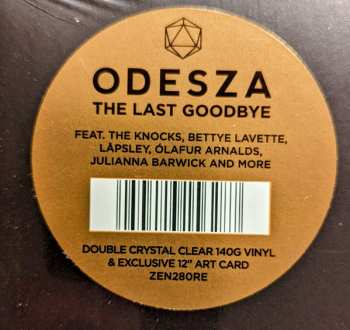 ODESZA
THE LAST GOODBYE
FEAT. THE KNOCKS, BETTYE LAVETTE,
LÅPSLEY, ÓLAFUR ARNALDS,
JULIANNA BARWICK AND MORE
DOUBLE CRYSTAL CLEAR 140G VINYL
& EXCLUSIVE 12" ART CARD
ZEN280RE